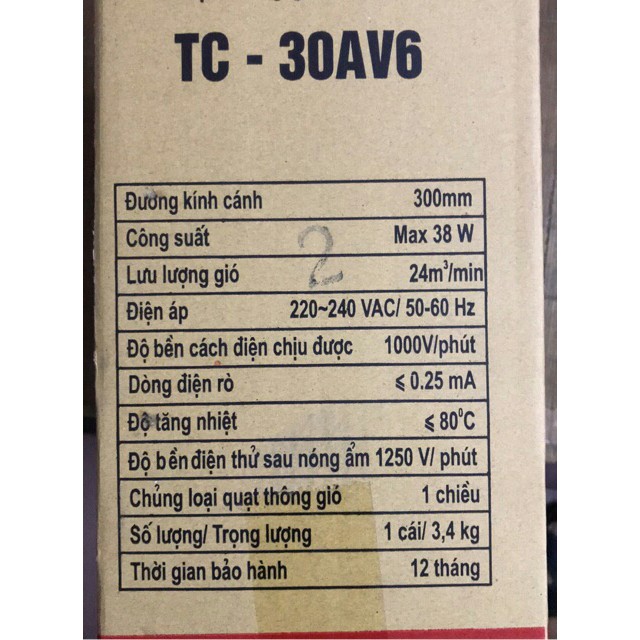 TC - 30AV6
Đường kính cánh 300mm
Công suất Max 38 W
2
Lưu lượng gió 24m³/min
Điện áp 220~240 VAC/ 50-60 Hz
Độ bền cách điện chịu được 1000V/phút
Dòng điện rò ⩽ 0.25 mA
Độ tăng nhiệt ⩽ 80⁰C
Độ bền điện thử sau nóng ẩm 1250 V/ phút
Chủng loại quạt thông gió 1 chiều
Số lượng/ Trọng lượng 1 cái/ 3,4 kg
Thời gian bảo hành 12 tháng